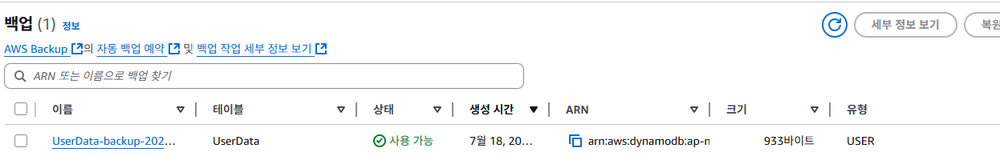 백업 (1) 정보
세부 정보 보기 복원
AWS Backup의 자동 백업 예약 및 백업 작업 세부 정보 보기
ARN 또는 이름으로 백업 찾기
이름 테이블 상태 생성 시간 ARN 크기 유형
UserData-backup-202... UserData 사용 가능 7월 18, 20... arn:aws:dynamodb:ap-n 933바이트 USER